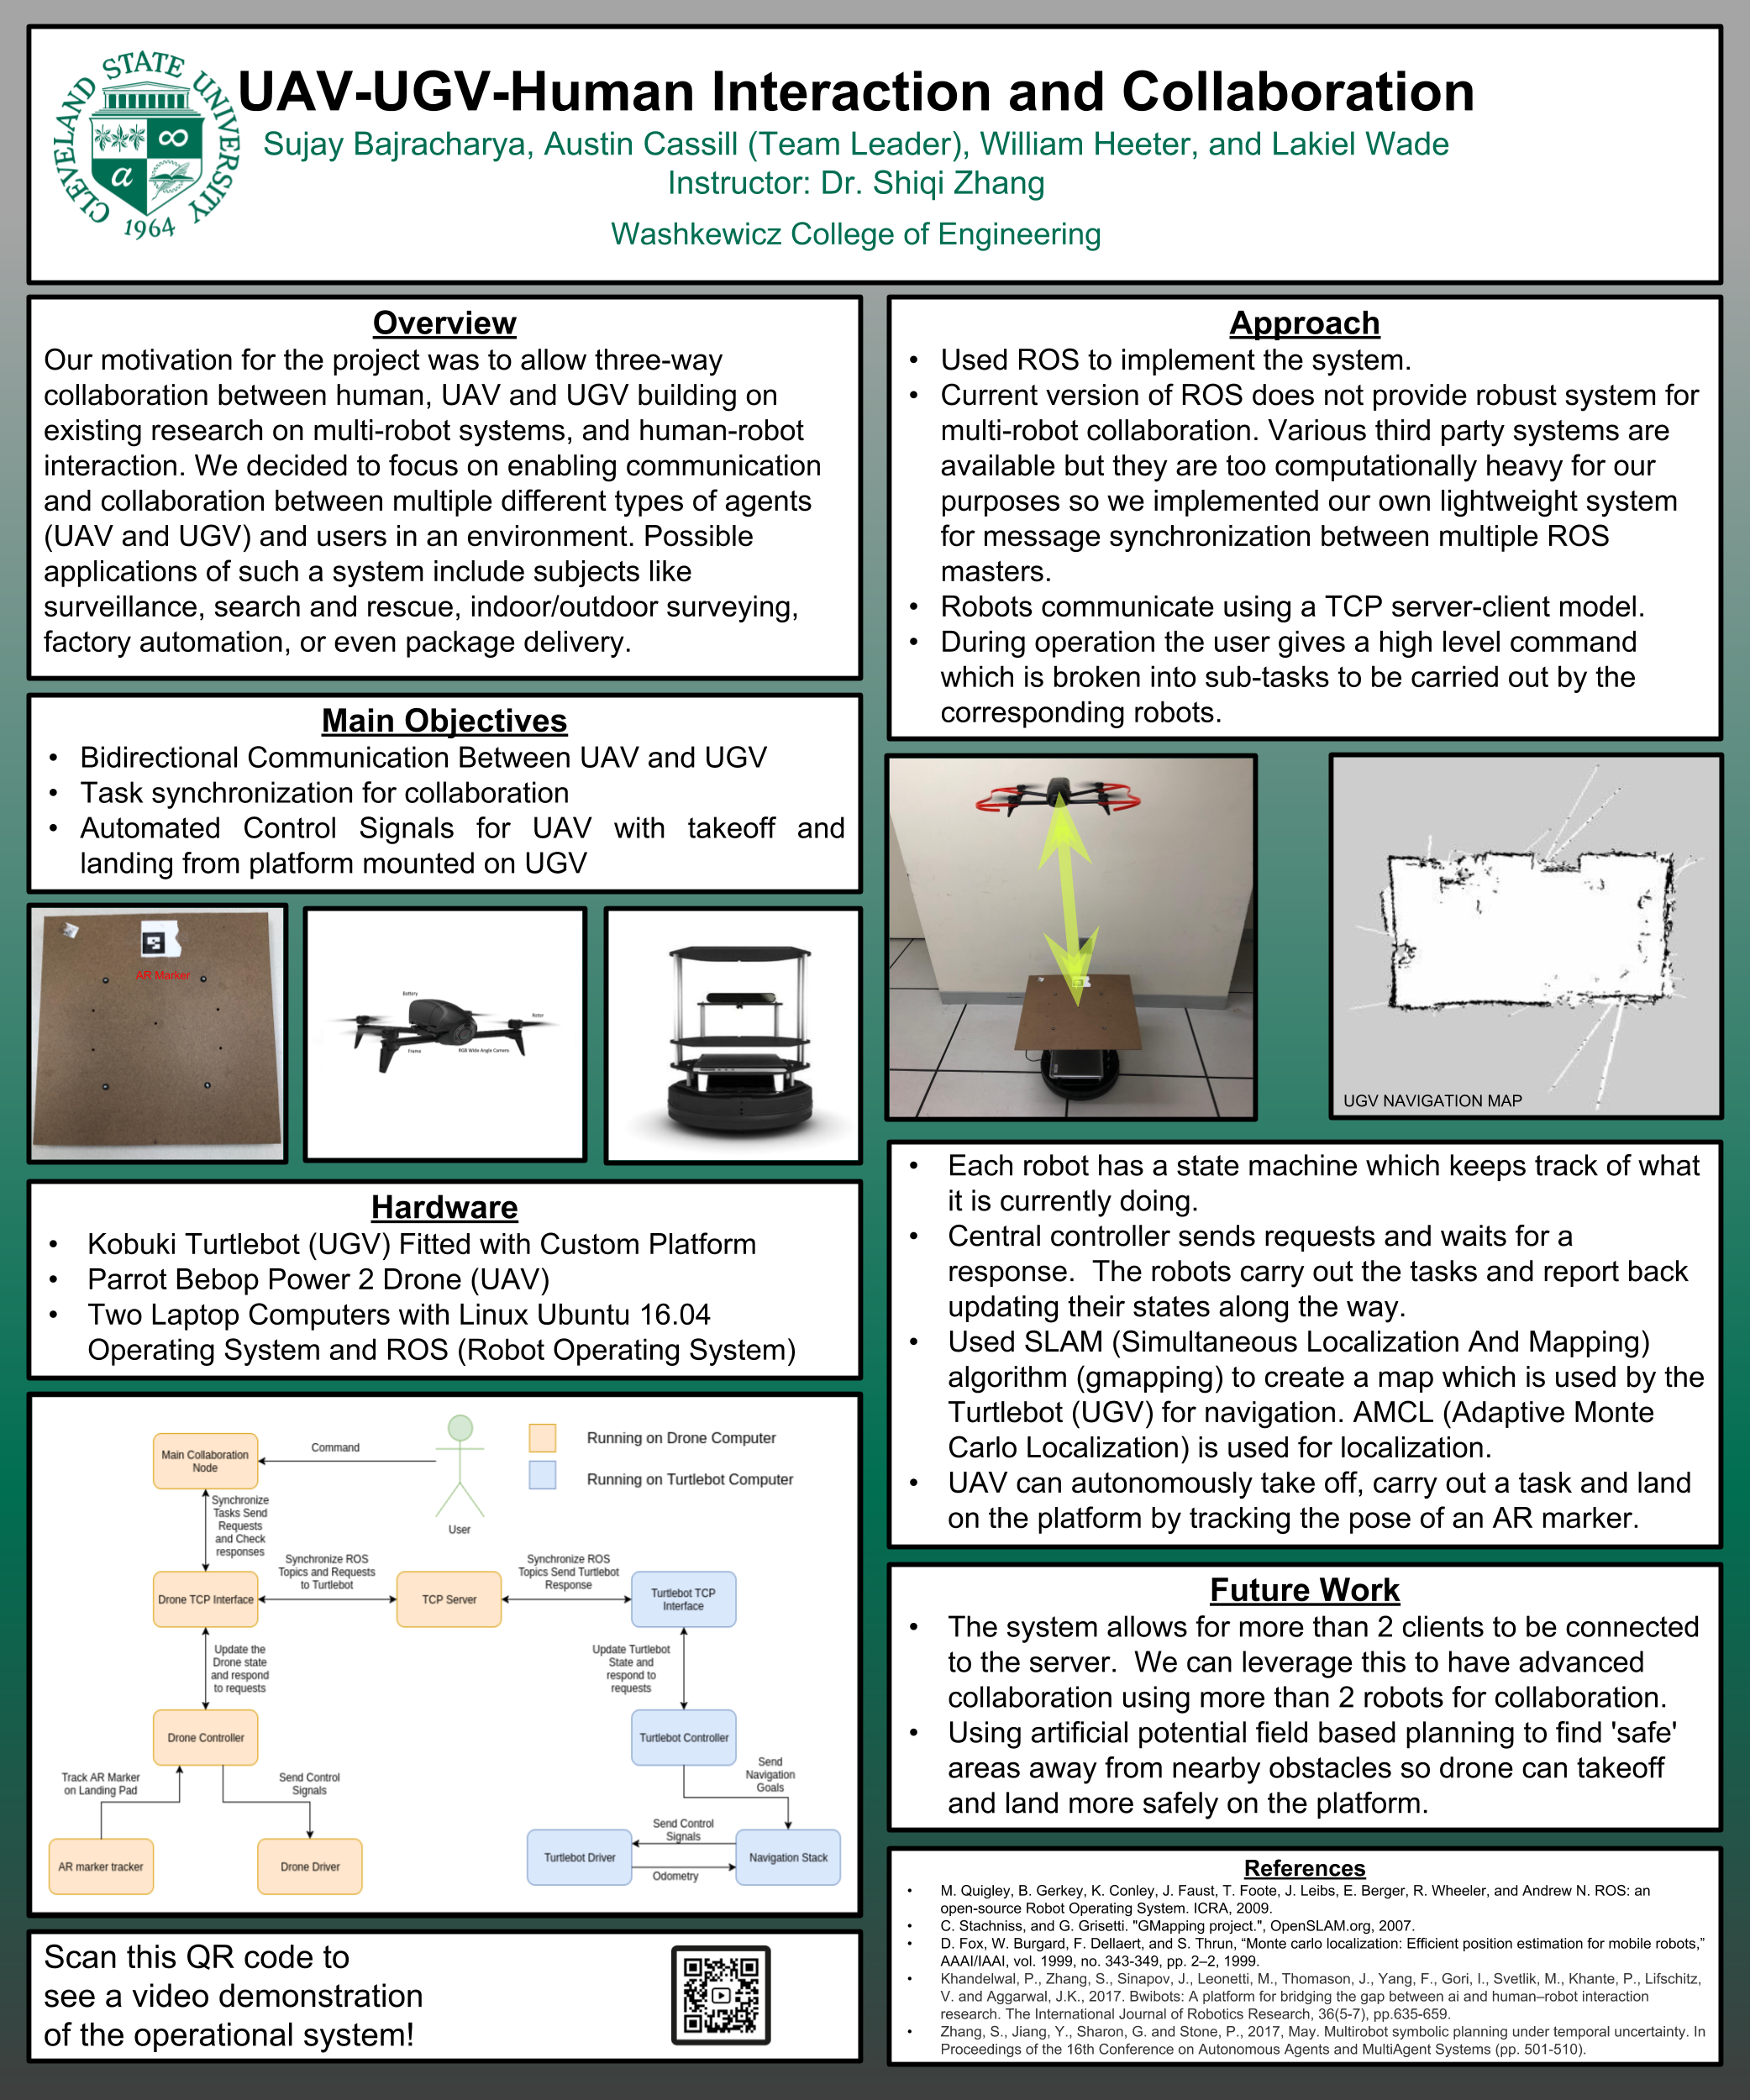 CLEVELAND STATE UNIVERSITY
α
∞
1964
UAV-UGV-Human Interaction and Collaboration
Sujay Bajracharya, Austin Cassill (Team Leader), William Heeter, and Lakiel Wade
Instructor: Dr. Shiqi Zhang
Washkewicz College of Engineering
Overview
Our motivation for the project was to allow three-way
collaboration between human, UAV and UGV building on
existing research on multi-robot systems, and human-robot
interaction. We decided to focus on enabling communication
and collaboration between multiple different types of agents
(UAV and UGV) and users in an environment. Possible
applications of such a system include subjects like
surveillance, search and rescue, indoor/outdoor surveying,
factory automation, or even package delivery.
Main Objectives
• Bidirectional Communication Between UAV and UGV
• Task synchronization for collaboration
• Automated Control Signals for UAV with takeoff and
landing from platform mounted on UGV
AR Marker
Battery
Rotor
Frame
RGB Wide Angle Camera
Hardware
• Kobuki Turtlebot (UGV) Fitted with Custom Platform
• Parrot Bebop Power 2 Drone (UAV)
• Two Laptop Computers with Linux Ubuntu 16.04
Operating System and ROS (Robot Operating System)
Running on Drone Computer
Running on Turtlebot Computer
Main Collaboration
Node
Command
User
Synchronize
Tasks Send
Requests
and Check
responses
Synchronize ROS
Topics and Requests
to Turtlebot
Synchronize ROS
Topics Send Turtlebot
Response
Drone TCP Interface
TCP Server
Turtlebot TCP
Interface
Update the
Drone state
and respond
to requests
Update Turtlebot
State and
respond to
requests
Drone Controller
Turtlebot Controller
Track AR Marker
on Landing Pad
Send Control
Signals
Send
Navigation
Goals
Send Control
Signals
AR marker tracker
Drone Driver
Turtlebot Driver
Navigation Stack
Odometry
Scan this QR code to
see a video demonstration
of the operational system!
Approach
• Used ROS to implement the system.
• Current version of ROS does not provide robust system for
multi-robot collaboration. Various third party systems are
available but they are too computationally heavy for our
purposes so we implemented our own lightweight system
for message synchronization between multiple ROS
masters.
• Robots communicate using a TCP server-client model.
• During operation the user gives a high level command
which is broken into sub-tasks to be carried out by the
corresponding robots.
UGV NAVIGATION MAP
• Each robot has a state machine which keeps track of what
it is currently doing.
• Central controller sends requests and waits for a
response. The robots carry out the tasks and report back
updating their states along the way.
• Used SLAM (Simultaneous Localization And Mapping)
algorithm (gmapping) to create a map which is used by the
Turtlebot (UGV) for navigation. AMCL (Adaptive Monte
Carlo Localization) is used for localization.
• UAV can autonomously take off, carry out a task and land
on the platform by tracking the pose of an AR marker.
Future Work
• The system allows for more than 2 clients to be connected
to the server. We can leverage this to have advanced
collaboration using more than 2 robots for collaboration.
• Using artificial potential field based planning to find 'safe'
areas away from nearby obstacles so drone can takeoff
and land more safely on the platform.
References
• M. Quigley, B. Gerkey, K. Conley, J. Faust, T. Foote, J. Leibs, E. Berger, R. Wheeler, and Andrew N. ROS: an
open-source Robot Operating System. ICRA, 2009.
• C. Stachniss, and G. Grisetti. "GMapping project.", OpenSLAM.org, 2007.
• D. Fox, W. Burgard, F. Dellaert, and S. Thrun, “Monte carlo localization: Efficient position estimation for mobile robots,”
AAAI/IAAI, vol. 1999, no. 343-349, pp. 2–2, 1999.
• Khandelwal, P., Zhang, S., Sinapov, J., Leonetti, M., Thomason, J., Yang, F., Gori, I., Svetlik, M., Khante, P., Lifschitz,
V. and Aggarwal, J.K., 2017. Bwibots: A platform for bridging the gap between ai and human–robot interaction
research. The International Journal of Robotics Research, 36(5-7), pp.635-659.
• Zhang, S., Jiang, Y., Sharon, G. and Stone, P., 2017, May. Multirobot symbolic planning under temporal uncertainty. In
Proceedings of the 16th Conference on Autonomous Agents and MultiAgent Systems (pp. 501-510).